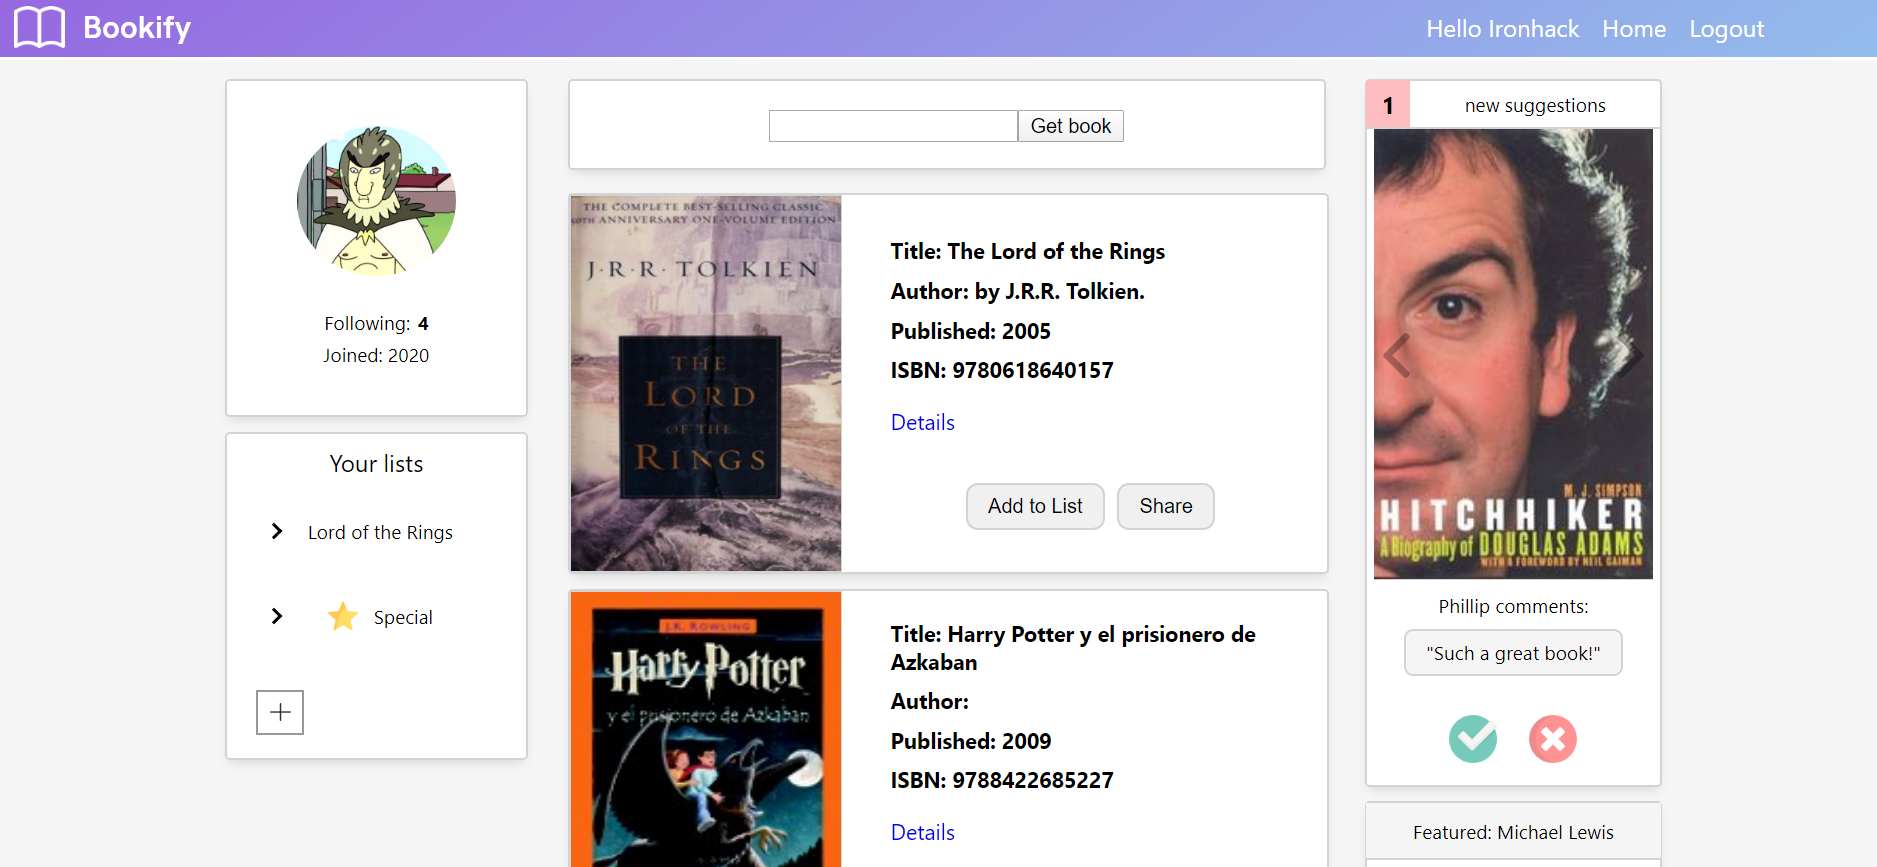 Bookify
Hello Ironhack
Home
Logout
Following: 4
Joined: 2020
Your lists
Lord of the Rings
Special
Get book
THE COMPLETE BEST-SELLING CLASSIC
50TH ANNIVERSARY ONE-VOLUME EDITION
J·R·R· TOLKIEN
THE
LORD
OF THE
RINGS
Title: The Lord of the Rings
Author: by J.R.R. Tolkien.
Published: 2005
ISBN: 9780618640157
Details
Add to List
Share
J.K. ROWLING
Harry Potter
y el prisionero de Azkaban
Title: Harry Potter y el prisionero de
Azkaban
Author:
Published: 2009
ISBN: 9788422685227
Details
1
new suggestions
M. J. SIMPSON
HITCHHIKER
A Biography of DOUGLAS ADAMS
WITH A FOREWORD BY NEIL GAIMAN
Phillip comments:
"Such a great book!"
Featured: Michael Lewis